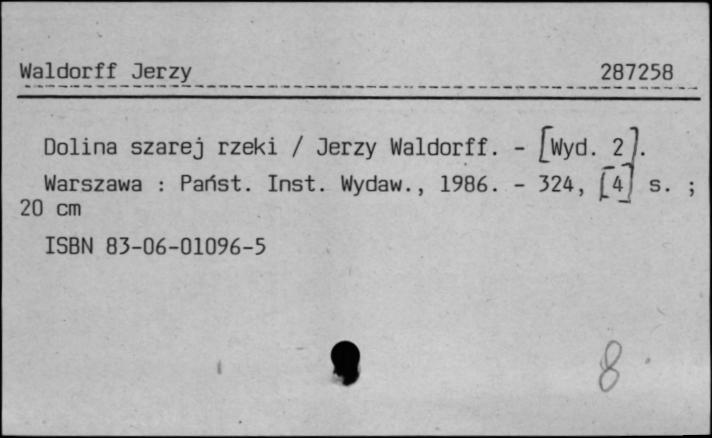 Waldorff Jerzy 287258
Dolina szarej rzeki / Jerzy Waldorff. - [Wyd. 2].
Warszawa : Państ. Inst. Wydaw., 1986. - 324, [4] s. ;
20 cm
ISBN 83-06-01096-5
8